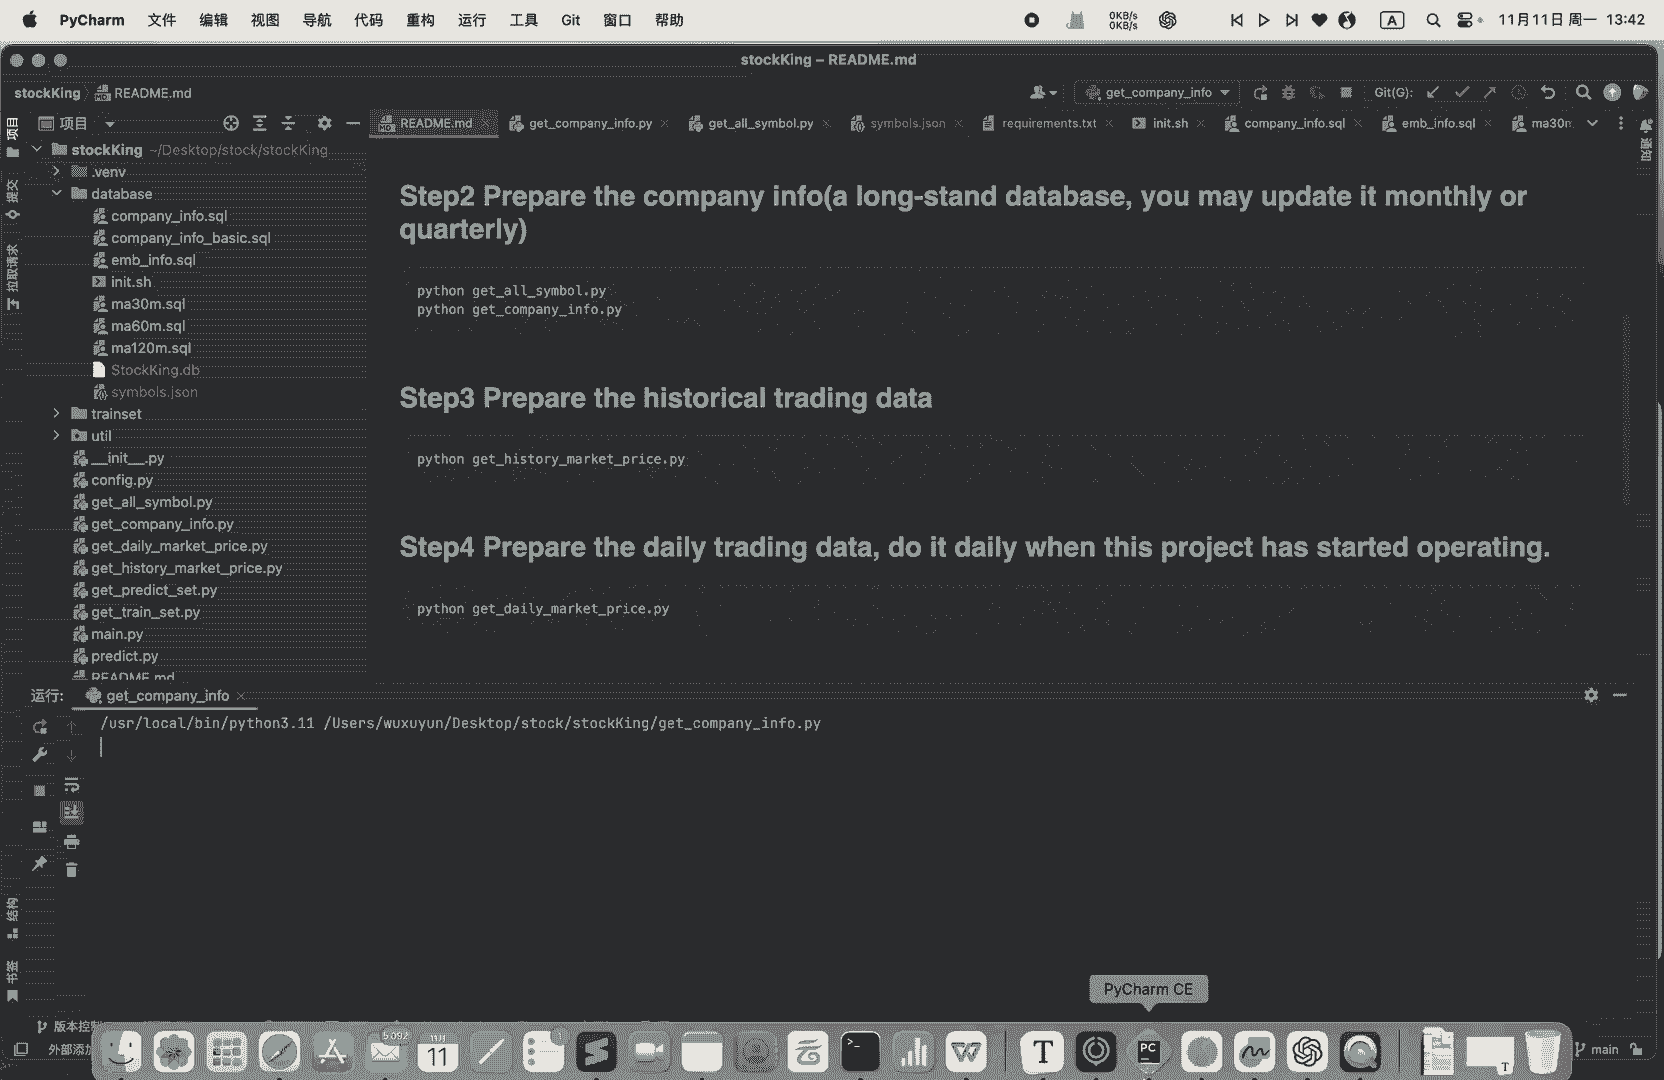 PyCharm 文件 编辑 视图 导航 代码 重构 运行 工具 Git 窗口 帮助 0KB/s 0KB/s A 11月11日 周一 13:42
stockKing – README.md
stockKing README.md get_company_info Git(G):
项目 README.md get_company_info.py get_all_symbol.py symbols.json requirements.txt init.sh company_info.sql emb_info.sql ma30m
项目
提交
拉取请求
通知
stockKing ~/Desktop/stock/stockKing
.venv
database
company_info.sql
company_info_basic.sql
emb_info.sql
init.sh
ma30m.sql
ma60m.sql
ma120m.sql
StockKing.db
symbols.json
trainset
util
__init__.py
config.py
get_all_symbol.py
get_company_info.py
get_daily_market_price.py
get_history_market_price.py
get_predict_set.py
get_train_set.py
main.py
predict.py
README.md
Step2 Prepare the company info(a long-stand database, you may update it monthly or
quarterly)
python get_all_symbol.py
python get_company_info.py
Step3 Prepare the historical trading data
python get_history_market_price.py
Step4 Prepare the daily trading data, do it daily when this project has started operating.
python get_daily_market_price.py
运行: get_company_info
/usr/local/bin/python3.11 /Users/wuxuyun/Desktop/stock/stockKing/get_company_info.py
结构
书签
PyCharm CE
版本控
外部添加
5,092
11
T
PC
T
main